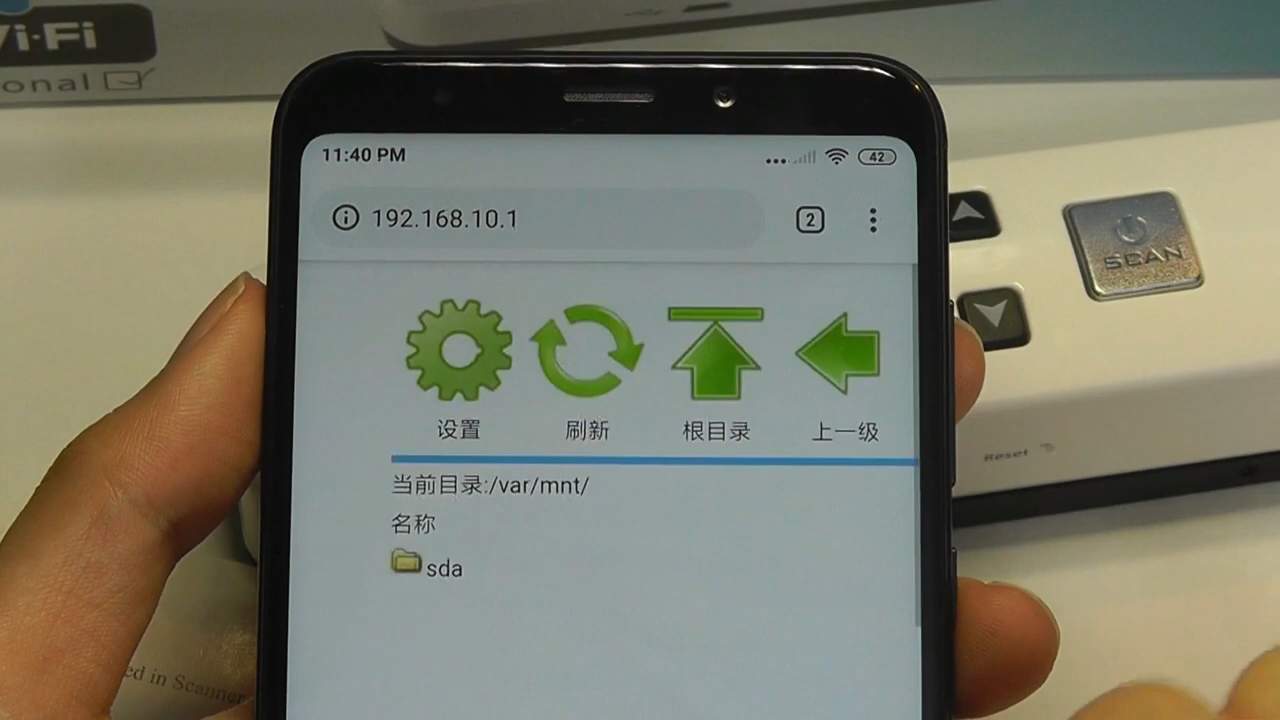 Vi-Fi
onal
11:40 PM
42
192.168.10.1
2
SCAN
设置
刷新
根目录
上一级
Reset
当前目录:/var/mnt/
名称
sda
ed in Scanner